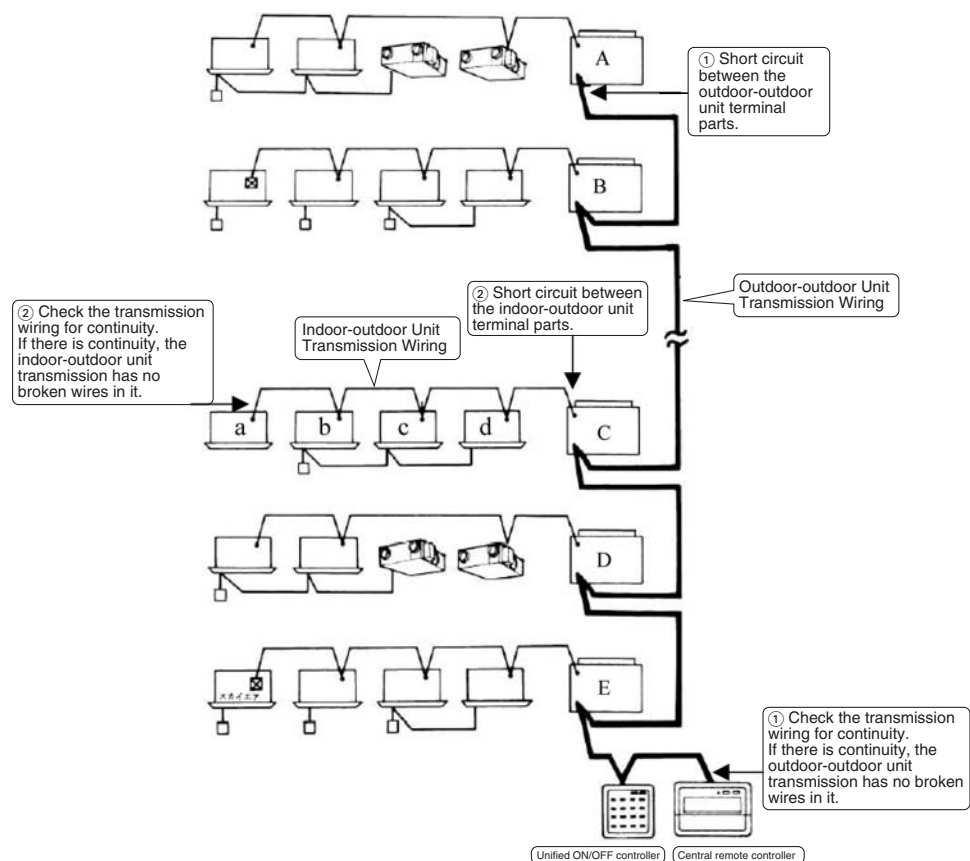 A
① Short circuit
between the
outdoor-outdoor
unit terminal
parts.
B
② Check the transmission
wiring for continuity.
If there is continuity, the
indoor-outdoor unit
transmission has no
broken wires in it.
Indoor-outdoor Unit
Transmission Wiring
② Short circuit between
the indoor-outdoor unit
terminal parts.
Outdoor-outdoor Unit
Transmission Wiring
a
b
c
d
C
D
スカイエア
E
① Check the transmission
wiring for continuity.
If there is continuity, the
outdoor-outdoor unit
transmission has no broken
wires in it.
Unified ON/OFF controller
Central remote controller